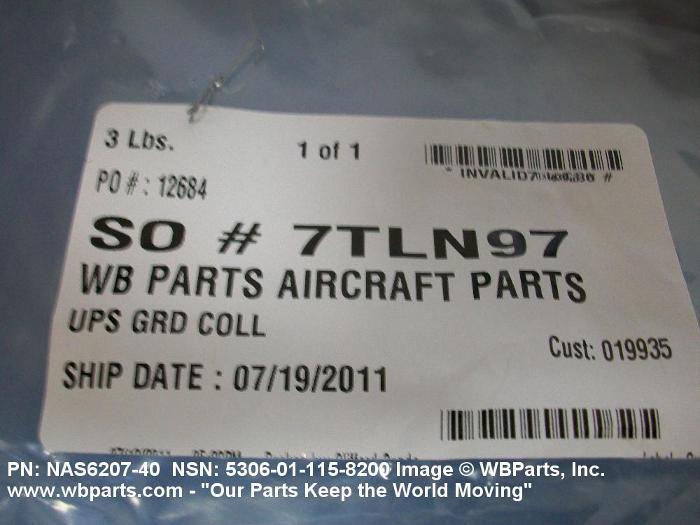 3 Lbs.
1 of 1
PO # : 12684
SO # 7TLN97
WB PARTS AIRCRAFT PARTS
UPS GRD COLL
Cust: 019935
SHIP DATE : 07/19/2011
PN: NAS6207-40 NSN: 5306-01-115-8200 Image © WBParts, Inc.
www.wbparts.com - "Our Parts Keep the World Moving"